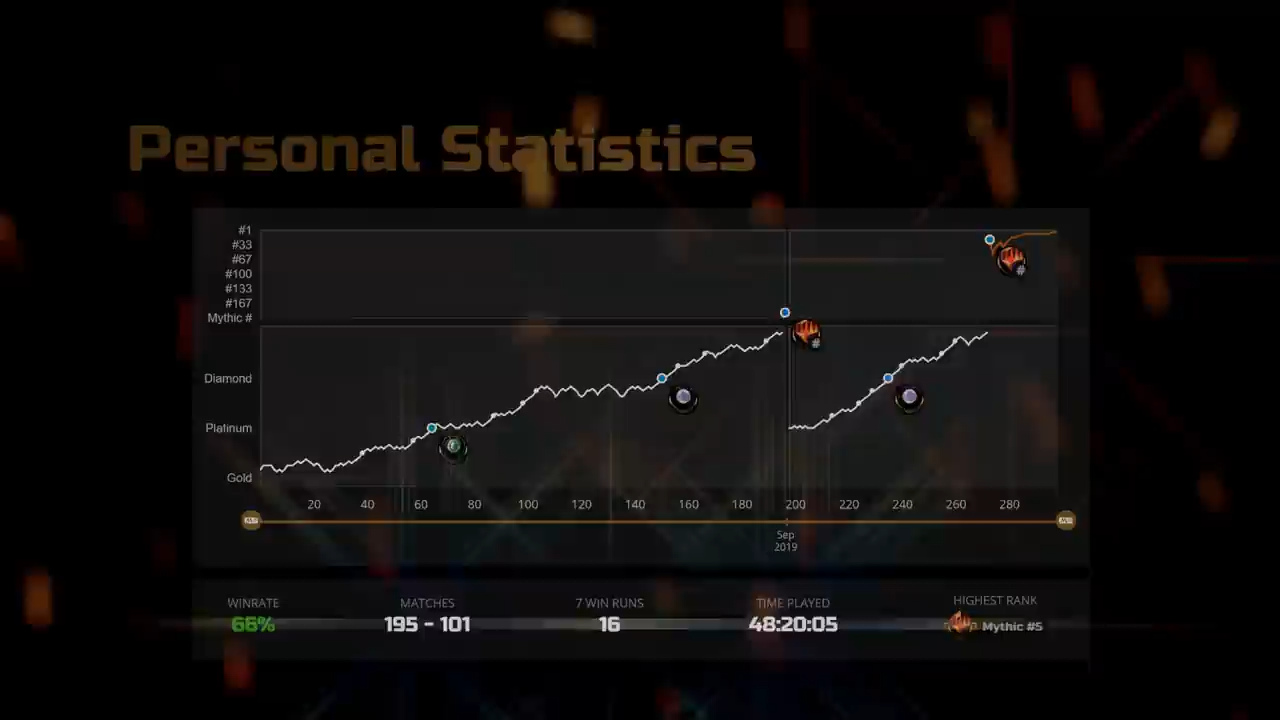 Personal Statistics
#1
#33
#67
#100
#133
#167
Mythic #
Diamond
Platinum
Gold
20 40 60 80 100 120 140 160 180 200 220 240 260 280
Sep
2019
WINRATE MATCHES 7 WIN RUNS TIME PLAYED HIGHEST RANK
66% 195 - 101 16 48:20:05 Mythic #5